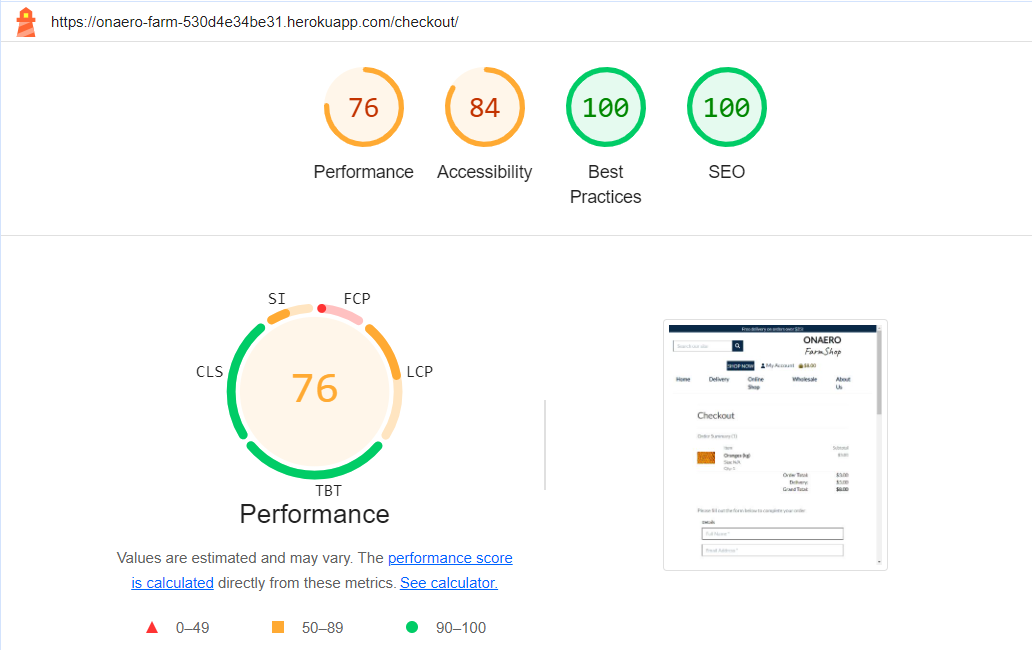 https://onaero-farm-530d4e34be31.herokuapp.com/checkout/
76 84 100 100
Performance Accessibility Best Practices SEO
SI FCP
CLS 76 LCP
TBT
Performance
Values are estimated and may vary. The performance score
is calculated directly from these metrics. See calculator.
0–49 50–89 90–100
Free delivery on orders over $20!
ONAERO
Farm Shop
Search our site
SHOP NOW My Account $6.00
Home Delivery Online Shop Wholesale About Us
Checkout
Order Summary (1)
Item Subtotal
Oranges (kg)
Size: N/A
Order Total: $3.00
Delivery: $3.00
Grand Total: $6.00
Please fill out the form below to complete your order
Details
Full Name *
Email Address *